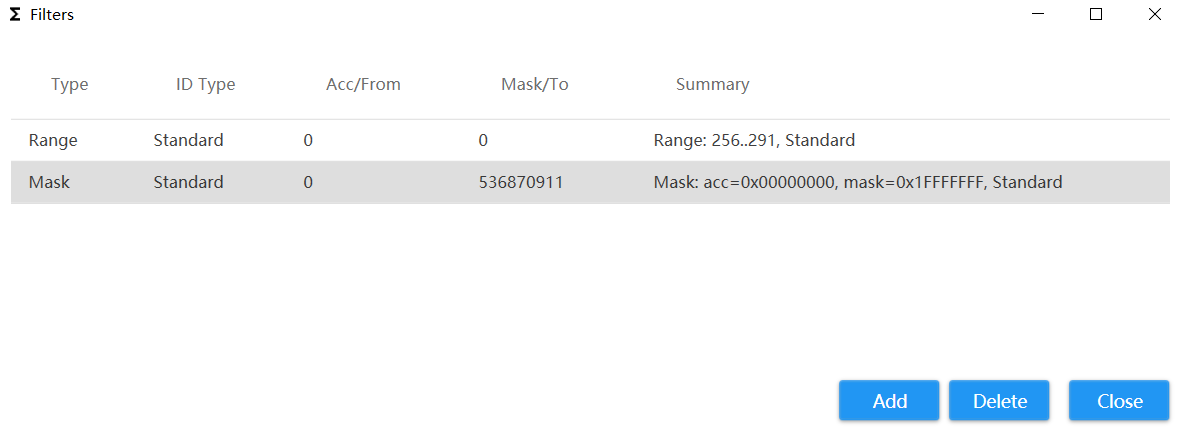 Σ Filters
Type ID Type Acc/From Mask/To Summary
Range Standard 0 0 Range: 256..291, Standard
Mask Standard 0 536870911 Mask: acc=0x00000000, mask=0x1FFFFFFF, Standard
Add Delete Close